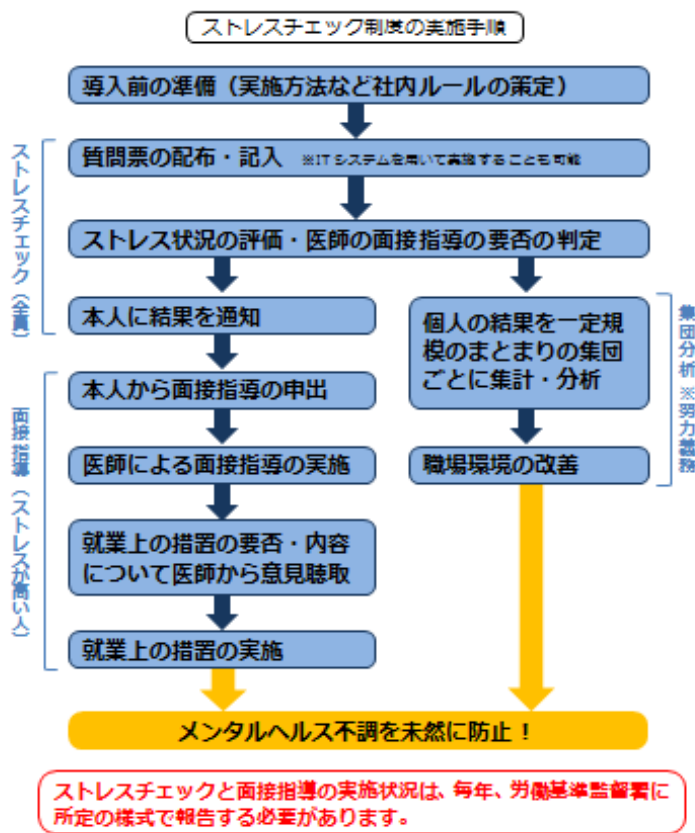 ストレスチェック制度の実施手順
導入前の準備（実施方法など社内ルールの策定）
ストレスチェック（全員）
質問票の配布・記入　※ITシステムを用いて実施することも可能
ストレス状況の評価・医師の面接指導の要否の判定
本人に結果を通知
面接指導（ストレスが高い人）
本人から面接指導の申出
医師による面接指導の実施
就業上の措置の要否・内容
について医師から意見聴取
就業上の措置の実施
個人の結果を一定規
模のまとまりの集団
ごとに集計・分析
職場環境の改善
集団分析※努力義務
メンタルヘルス不調を未然に防止！
ストレスチェックと面接指導の実施状況は、毎年、労働基準監督署に
所定の様式で報告する必要があります。